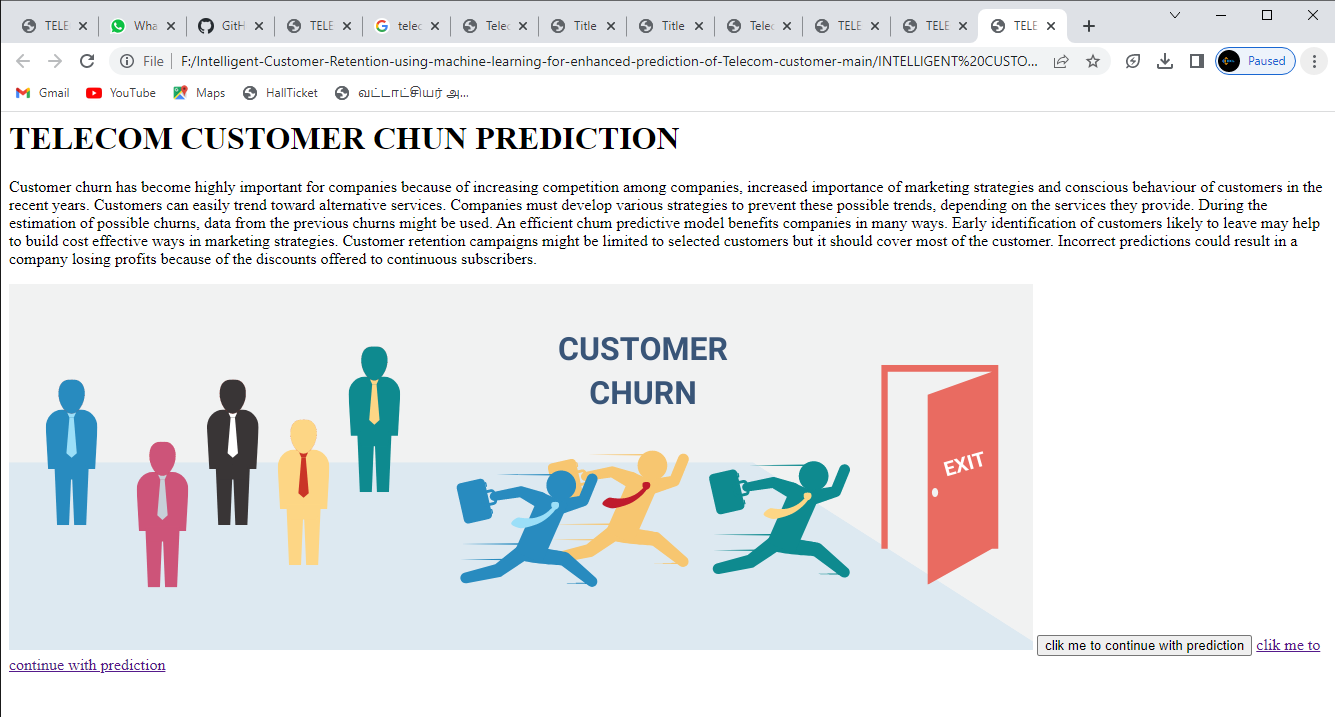 TELE
Wha
GitH
TELE
telec
Telec
Title
Title
Telec
TELE
TELE
TELE
File
F:/Intelligent-Customer-Retention-using-machine-learning-for-enhanced-prediction-of-Telecom-customer-main/INTELLIGENT%20CUSTO...
Paused
Gmail
YouTube
Maps
HallTicket
வட்டாட்சியர் அ...
TELECOM CUSTOMER CHUN PREDICTION
Customer churn has become highly important for companies because of increasing competition among companies, increased importance of marketing strategies and conscious behaviour of customers in the
recent years. Customers can easily trend toward alternative services. Companies must develop various strategies to prevent these possible trends, depending on the services they provide. During the
estimation of possible churns, data from the previous churns might be used. An efficient chum predictive model benefits companies in many ways. Early identification of customers likely to leave may help
to build cost effective ways in marketing strategies. Customer retention campaigns might be limited to selected customers but it should cover most of the customer. Incorrect predictions could result in a
company losing profits because of the discounts offered to continuous subscribers.
CUSTOMER
CHURN
EXIT
clik me to continue with prediction
clik me to
continue with prediction